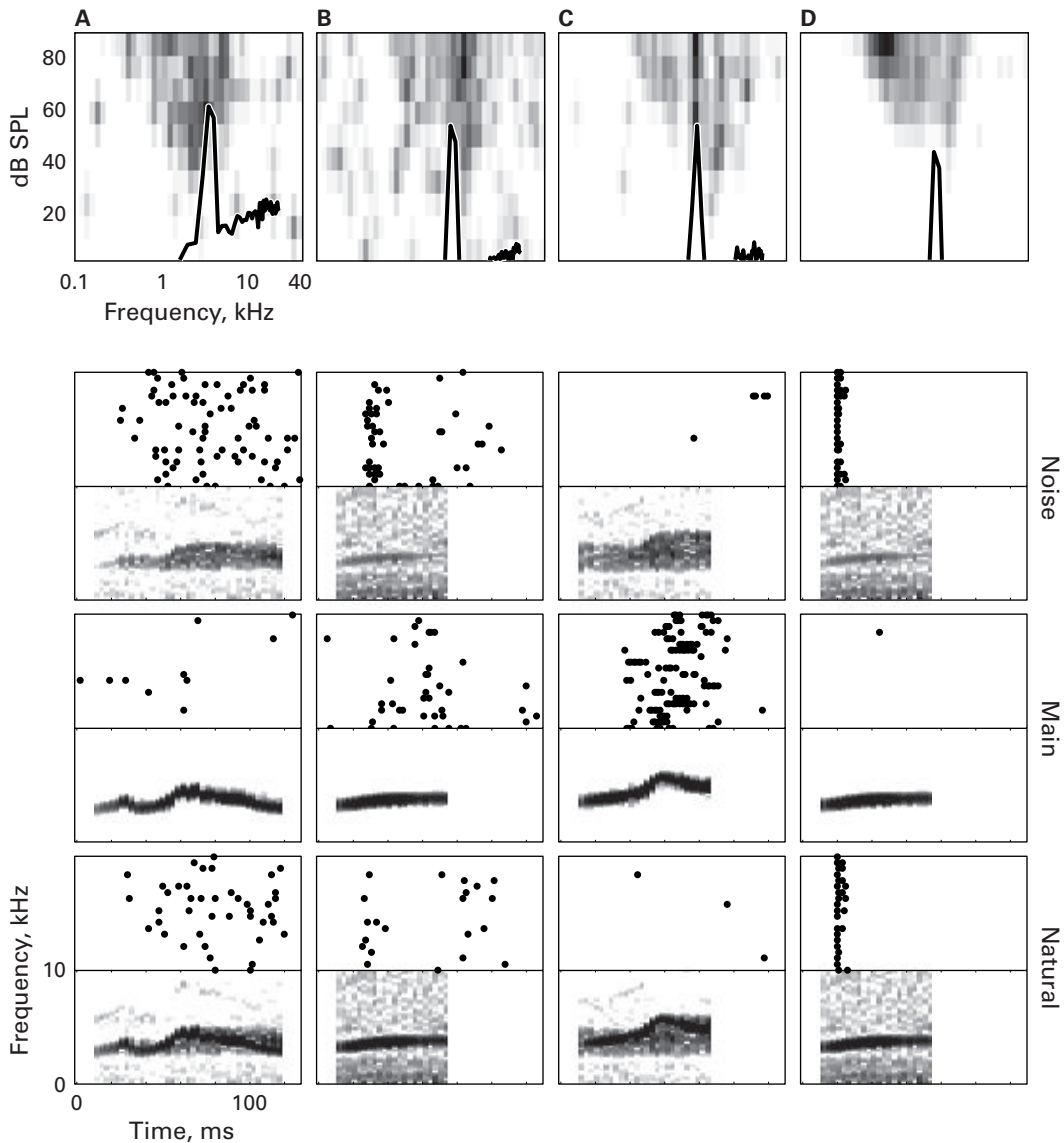 A B C D
80
60
40
20
dB SPL
0.1 1 10 40
Frequency, kHz
Noise
Main
Natural
Frequency, kHz
10
0
0 100
Time, ms